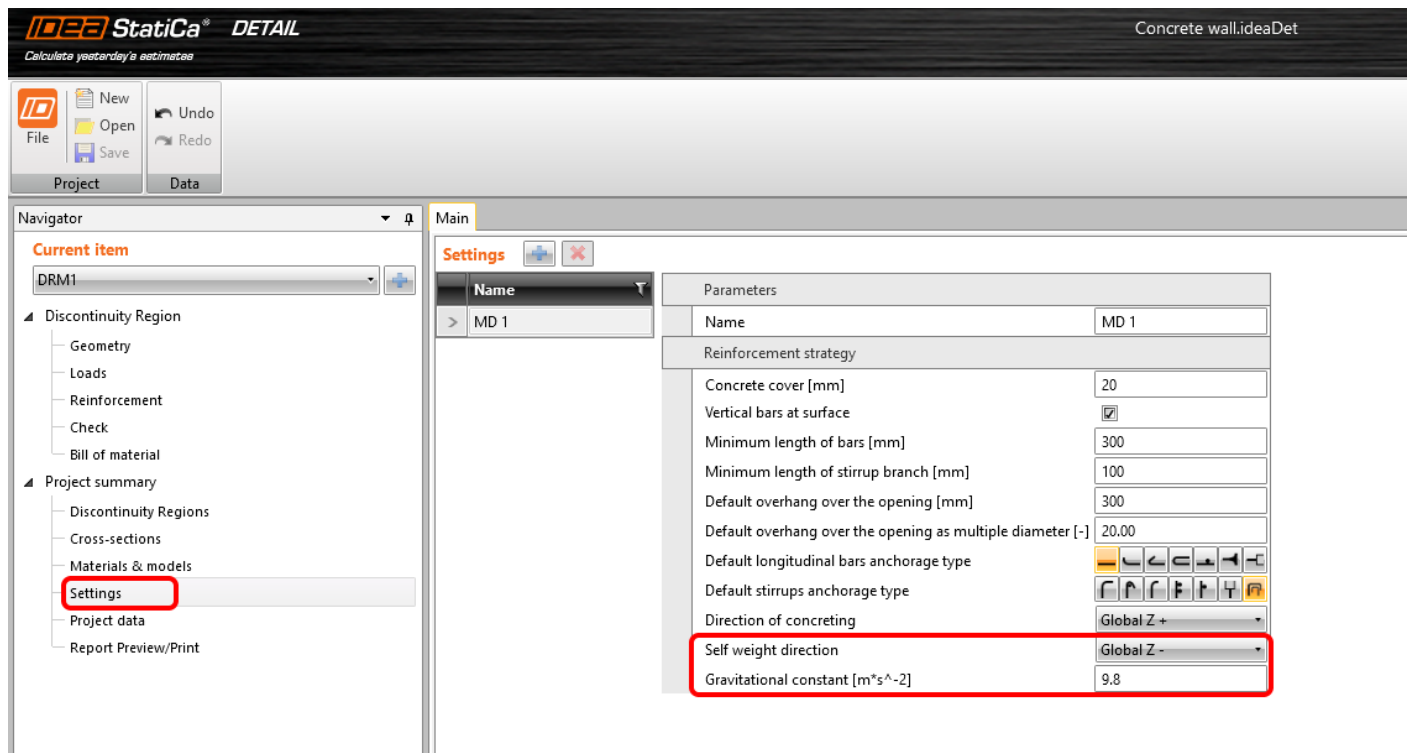 IDEA StatiCa® DETAIL
Calculate yesterday's estimates
Concrete wall.ideaDet
File
New
Open
Save
Undo
Redo
Project
Data
Navigator
Current item
DRM1
Discontinuity Region
Geometry
Loads
Reinforcement
Check
Bill of material
Project summary
Discontinuity Regions
Cross-sections
Materials & models
Settings
Project data
Report Preview/Print
Main
Settings
Name
MD 1
Parameters
Name MD 1
Reinforcement strategy
Concrete cover [mm] 20
Vertical bars at surface
Minimum length of bars [mm] 300
Minimum length of stirrup branch [mm] 100
Default overhang over the opening [mm] 300
Default overhang over the opening as multiple diameter [-] 20.00
Default longitudinal bars anchorage type
Default stirrups anchorage type
Direction of concreting Global Z +
Self weight direction Global Z -
Gravitational constant [m*s^-2] 9.8